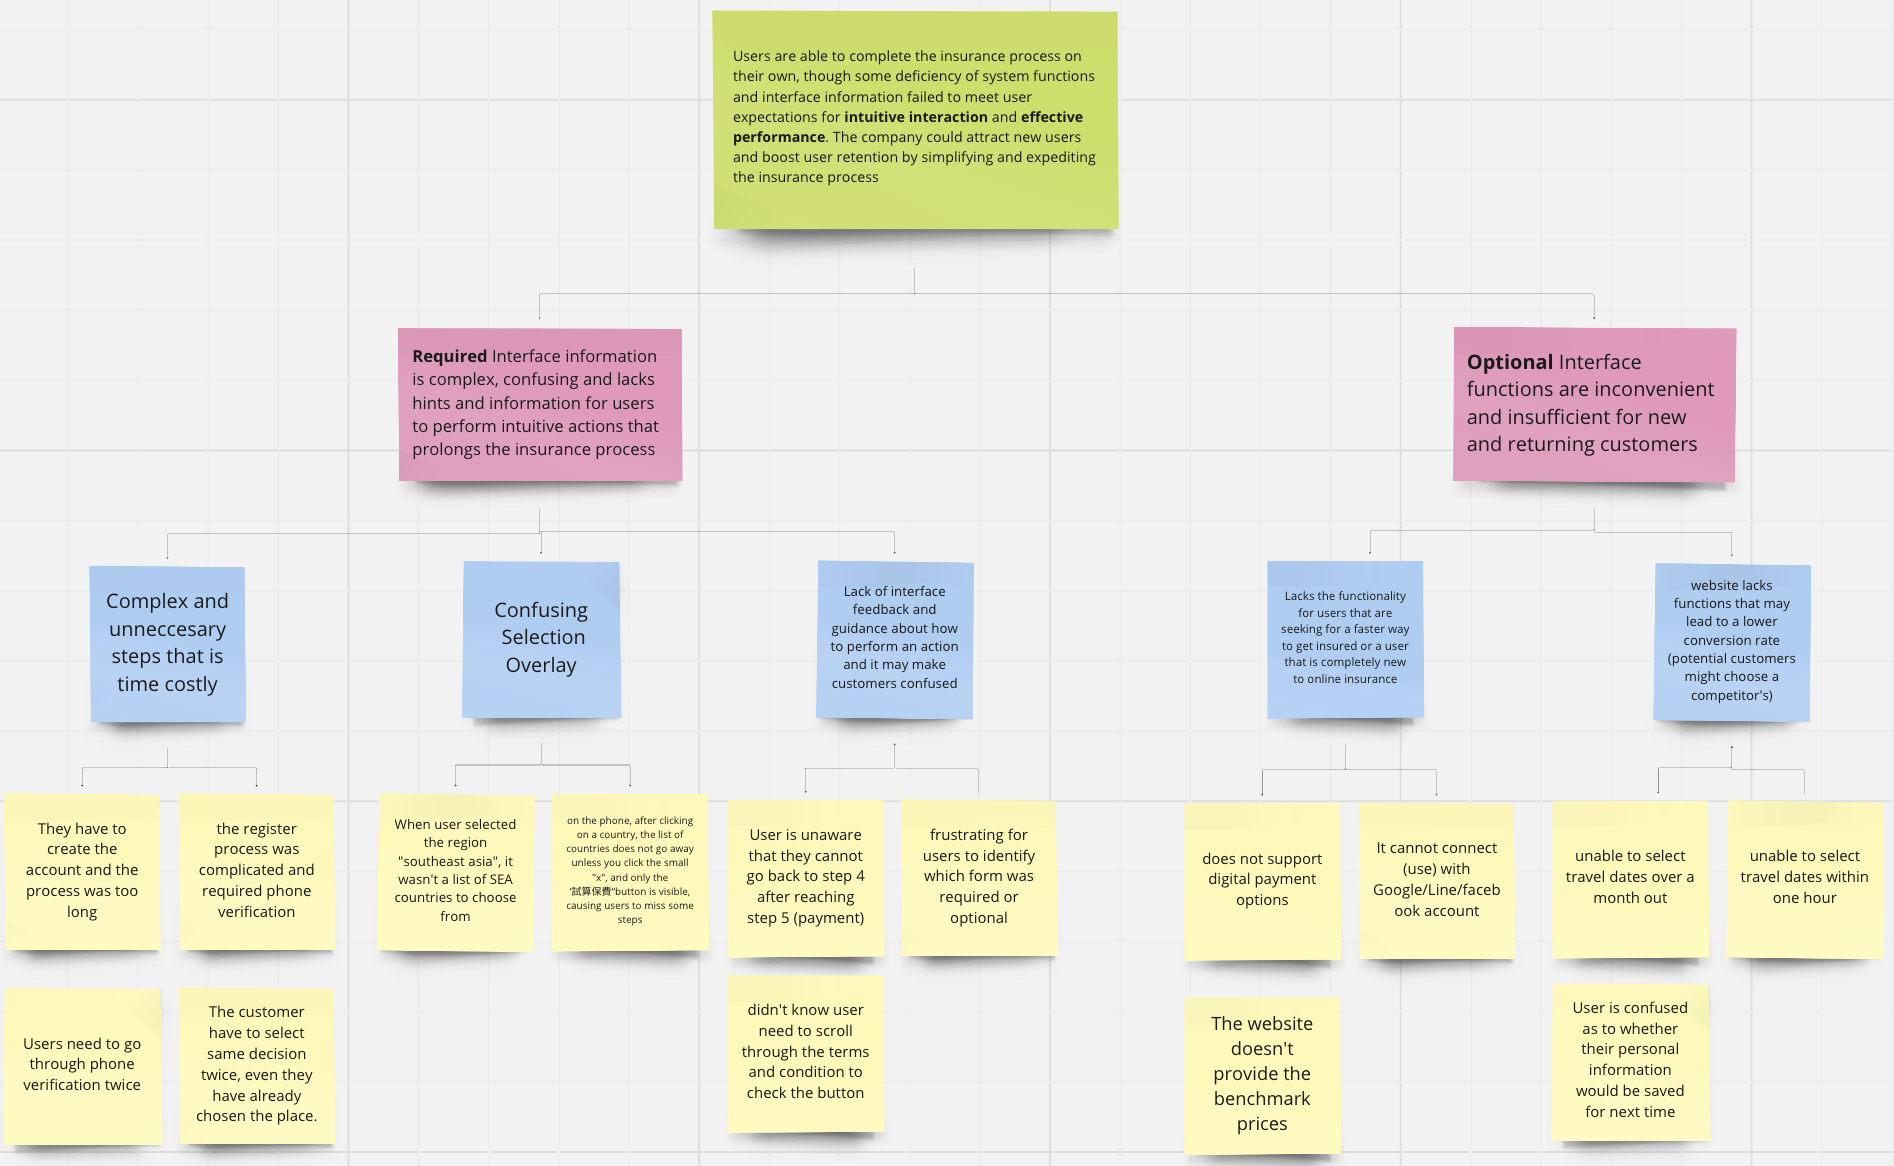 Users are able to complete the insurance process on
their own, though some deficiency of system functions
and interface information failed to meet user
expectations for intuitive interaction and effective
performance. The company could attract new users
and boost user retention by simplifying and expediting
the insurance process
Required Interface information
is complex, confusing and lacks
hints and information for users
to perform intuitive actions that
prolongs the insurance process
Optional Interface
functions are inconvenient
and insufficient for new
and returning customers
Complex and
unneccesary
steps that is
time costly
Confusing
Selection
Overlay
Lack of interface
feedback and
guidance about how
to perform an action
and it may make
customers confused
Lacks the functionality
for users that are
seeking for a faster way
to get insured or a user
that is completely new
to online insurance
website lacks
functions that may
lead to a lower
conversion rate
(potential customers
might choose a
competitor's)
They have to
create the
account and the
process was too
long
the register
process was
complicated and
required phone
verification
When user selected
the region
"southeast asia", it
wasn't a list of SEA
countries to choose
from
on the phone, after clicking
on a country, the list of
countries does not go away
unless you click the small
"x", and only the
"試算保費"button is visible,
causing users to miss some
steps
User is unaware
that they cannot
go back to step 4
after reaching
step 5 (payment)
frustrating for
users to identify
which form was
required or
optional
does not support
digital payment
options
It cannot connect
(use) with
Google/Line/faceb
ook account
unable to select
travel dates over a
month out
unable to select
travel dates within
one hour
Users need to go
through phone
verification twice
The customer
have to select
same decision
twice, even they
have already
chosen the place.
didn't know user
need to scroll
through the terms
and condition to
check the button
The website
doesn't
provide the
benchmark
prices
User is confused
as to whether
their personal
information
would be saved
for next time